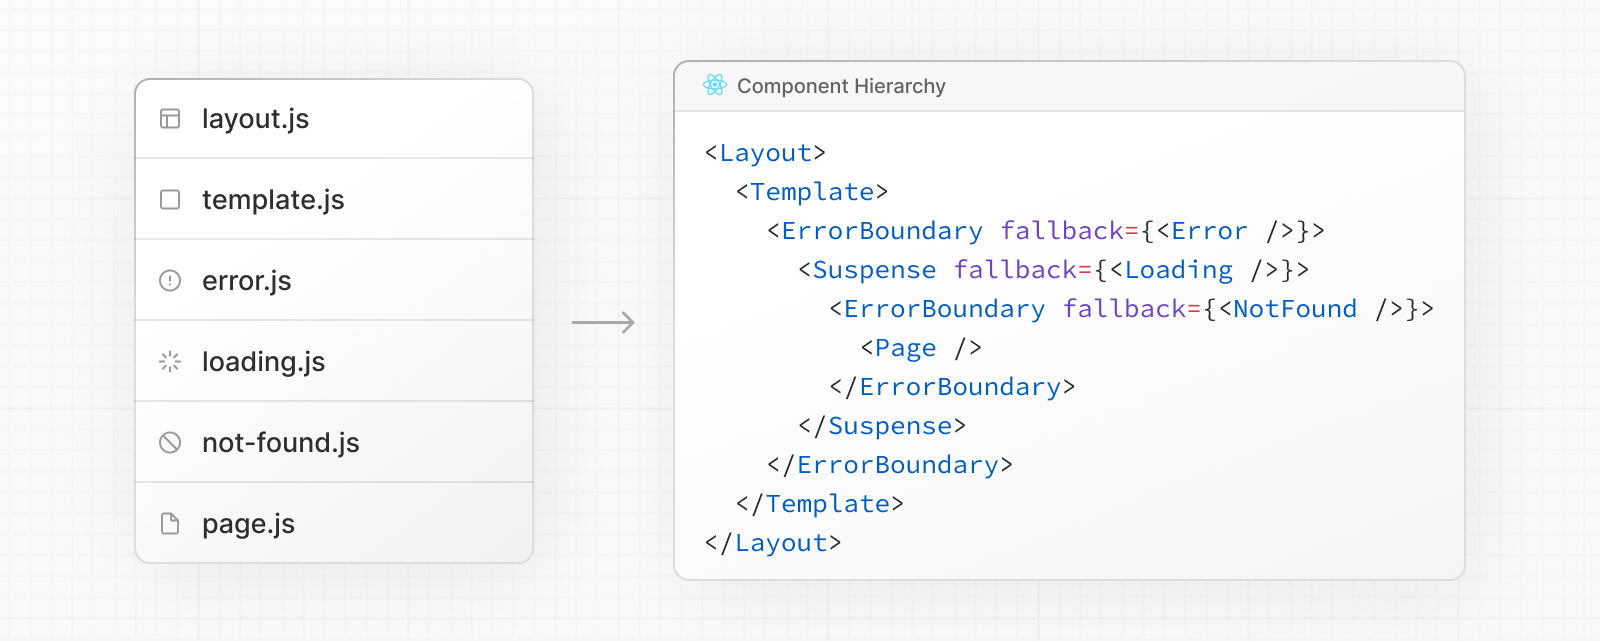 layout.js
template.js
error.js
loading.js
not-found.js
page.js
Component Hierarchy
<Layout>
  <Template>
    <ErrorBoundary fallback={<Error />}>
      <Suspense fallback={<Loading />}>
        <ErrorBoundary fallback={<NotFound />}>
          <Page />
        </ErrorBoundary>
      </Suspense>
    </ErrorBoundary>
  </Template>
</Layout>